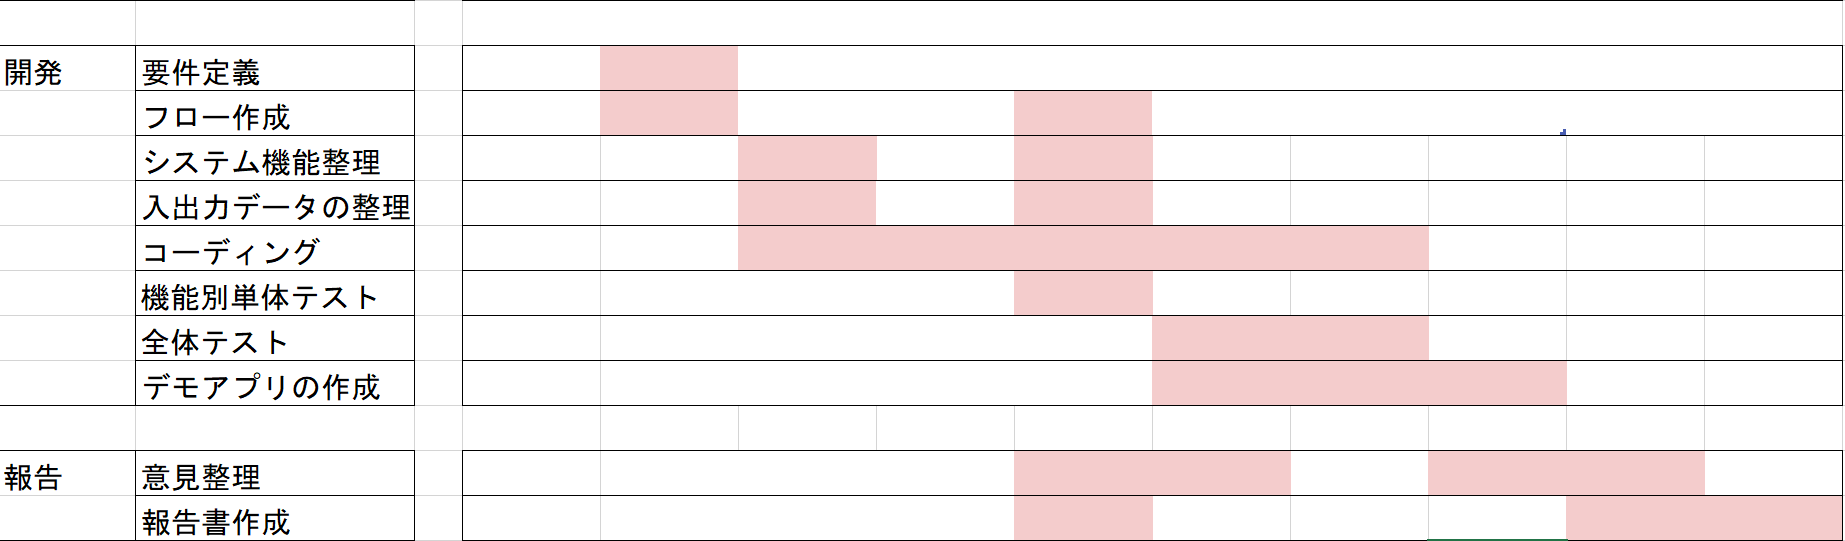 開発
要件定義
フロー作成
システム機能整理
入出力データの整理
コーディング
機能別単体テスト
全体テスト
デモアプリの作成
報告
意見整理
報告書作成